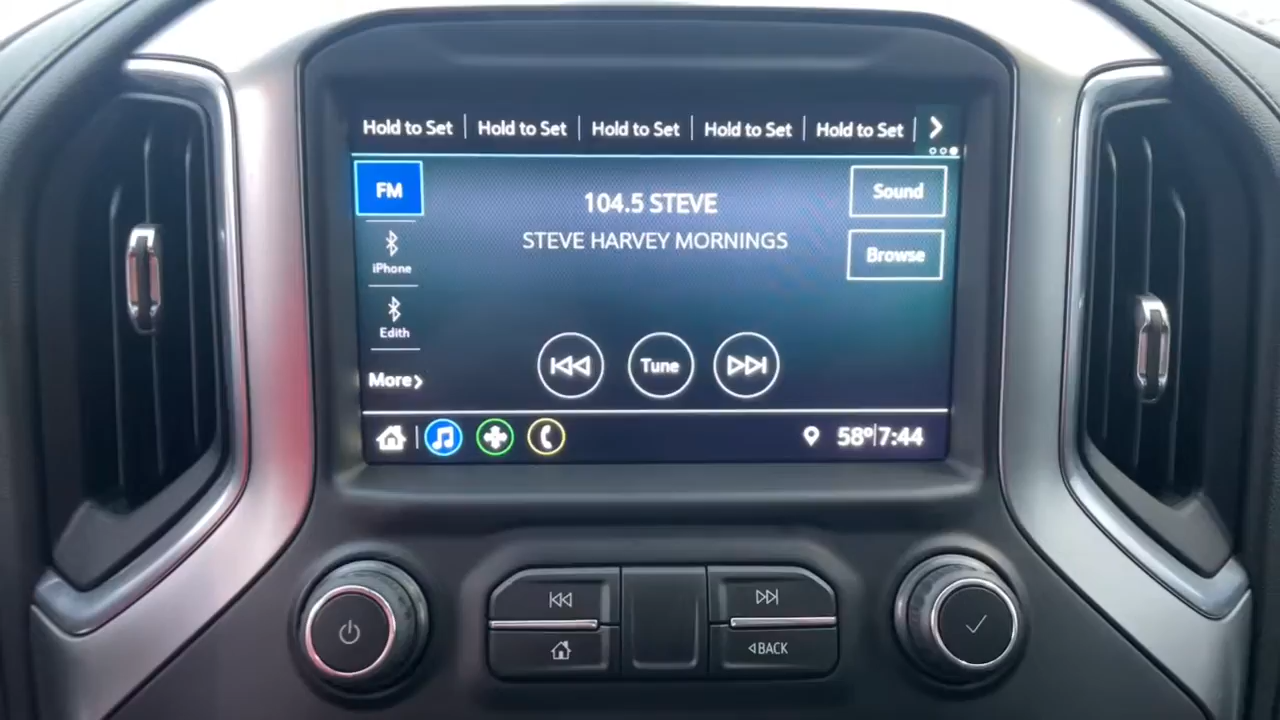 Hold to Set | Hold to Set | Hold to Set | Hold to Set | Hold to Set
FM
Sound
104.5 STEVE
STEVE HARVEY MORNINGS
Browse
iPhone
Edith
Tune
More
58° 7:44
BACK